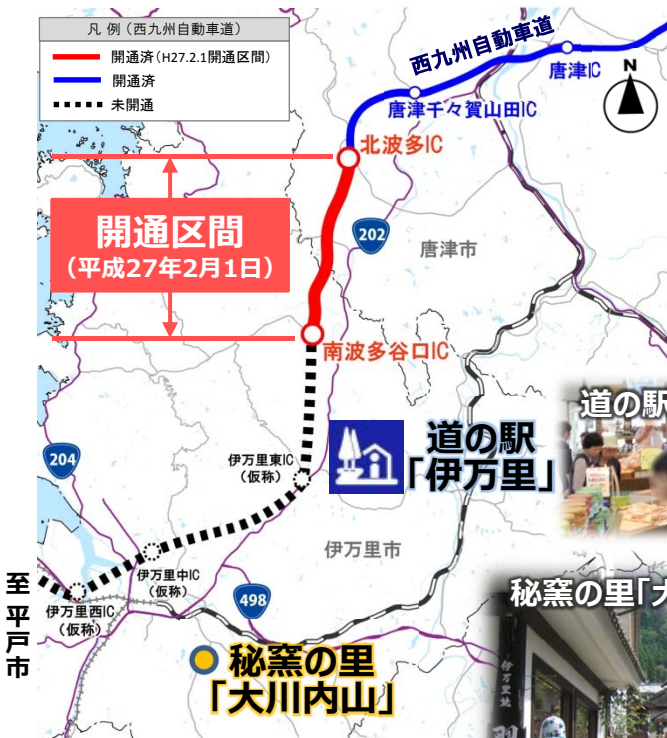 凡 例 (西九州自動車道)
開通済(H27.2.1開通区間)
開通済
未開通
西九州自動車道
唐津IC
N
唐津千々賀山田IC
北波多IC
開通区間
(平成27年2月1日)
202
唐津市
南波多谷口IC
道の駅
「伊万里」
道の駅
204
伊万里東IC
(仮称)
伊万里市
伊万里中IC
(仮称)
伊万里西IC
(仮称)
至平戸市
498
秘窯の里
「大川内山」
秘窯の里「大
伊万里焼